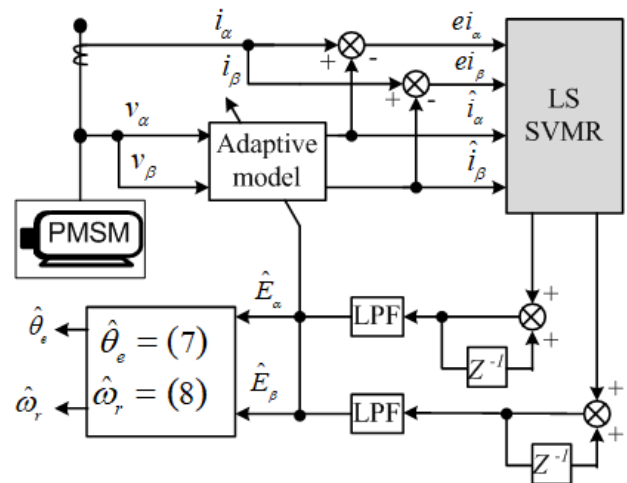 i_α
+
-
ei_α
i_β
+
-
ei_β
v_α
î_α
LS
SVMR
v_β
Adaptive
model
î_β
PMSM
Ê_α
LPF
+
+
Z⁻¹
θ̂_e
θ̂_e = (7)
ω̂_r
ω̂_r = (8)
Ê_β
LPF
+
+
Z⁻¹